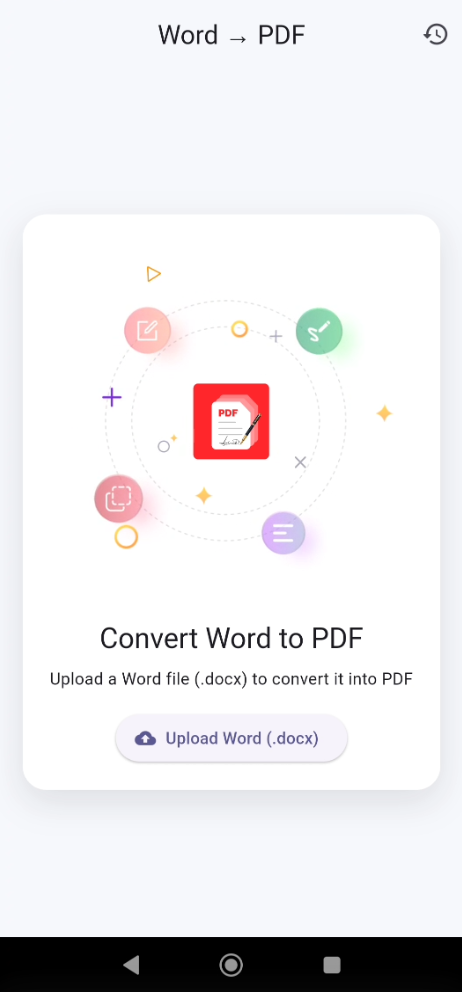 Word → PDF
PDF
Convert Word to PDF
Upload a Word file (.docx) to convert it into PDF
Upload Word (.docx)